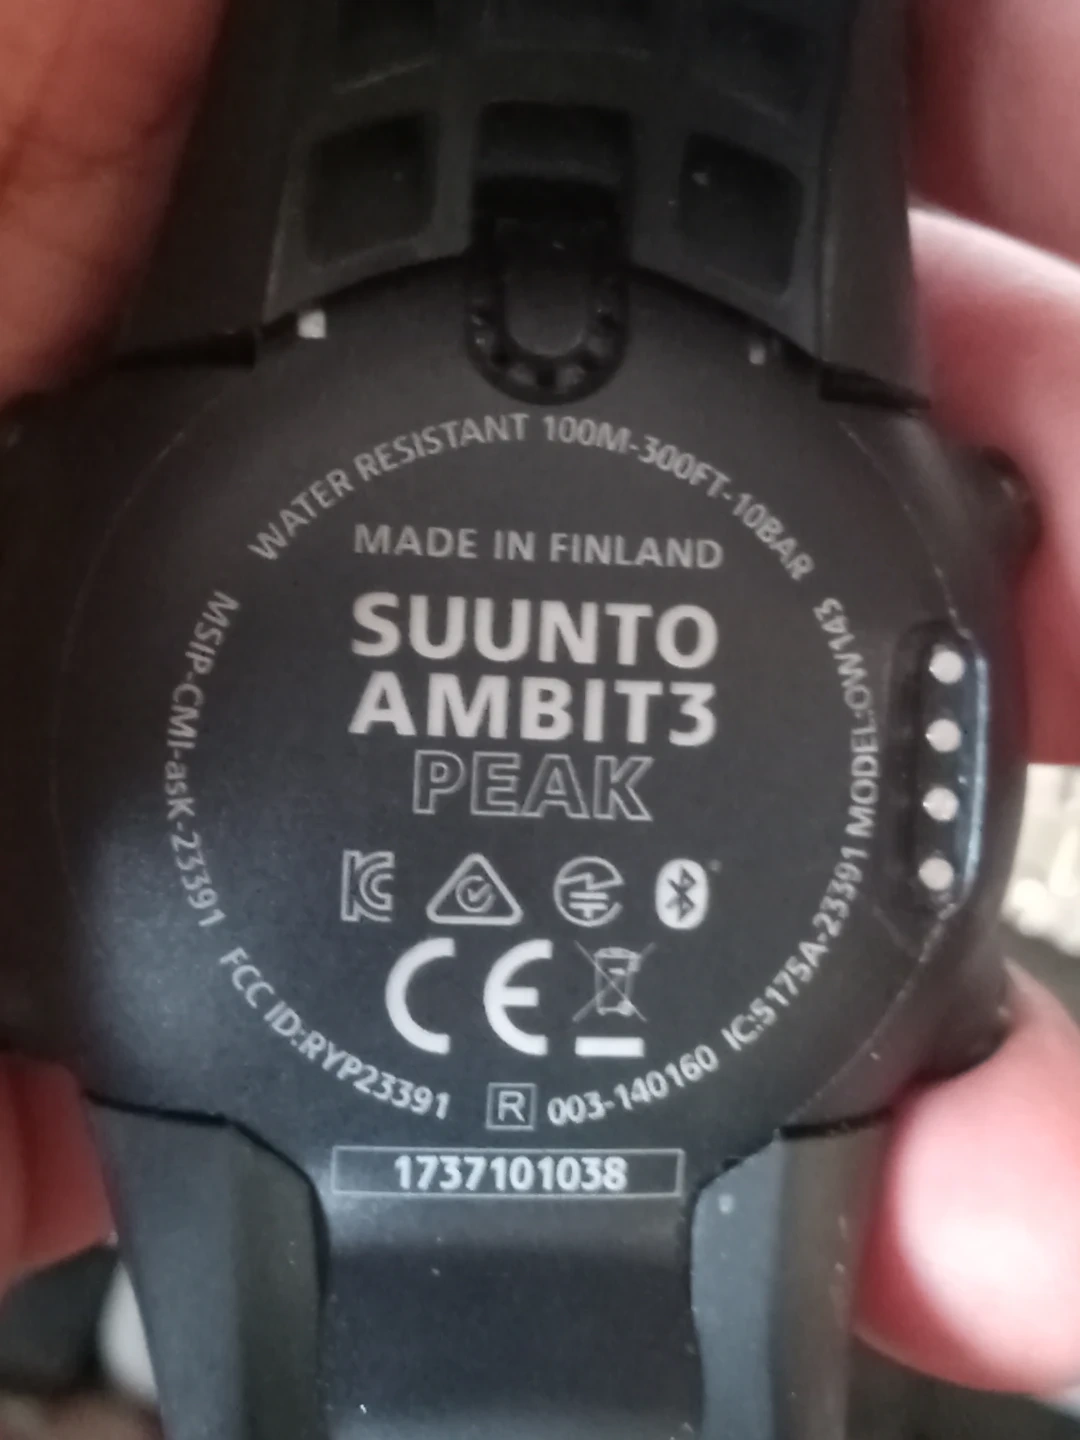 WATER RESISTANT 100M-300FT-10BAR
MADE IN FINLAND
SUUNTO
AMBIT3
PEAK
MSIP-CMI-asK-23391
FCC ID:RYP23391
R 003-140160
IC:5175A-23391 MODEL:OW143
1737101038